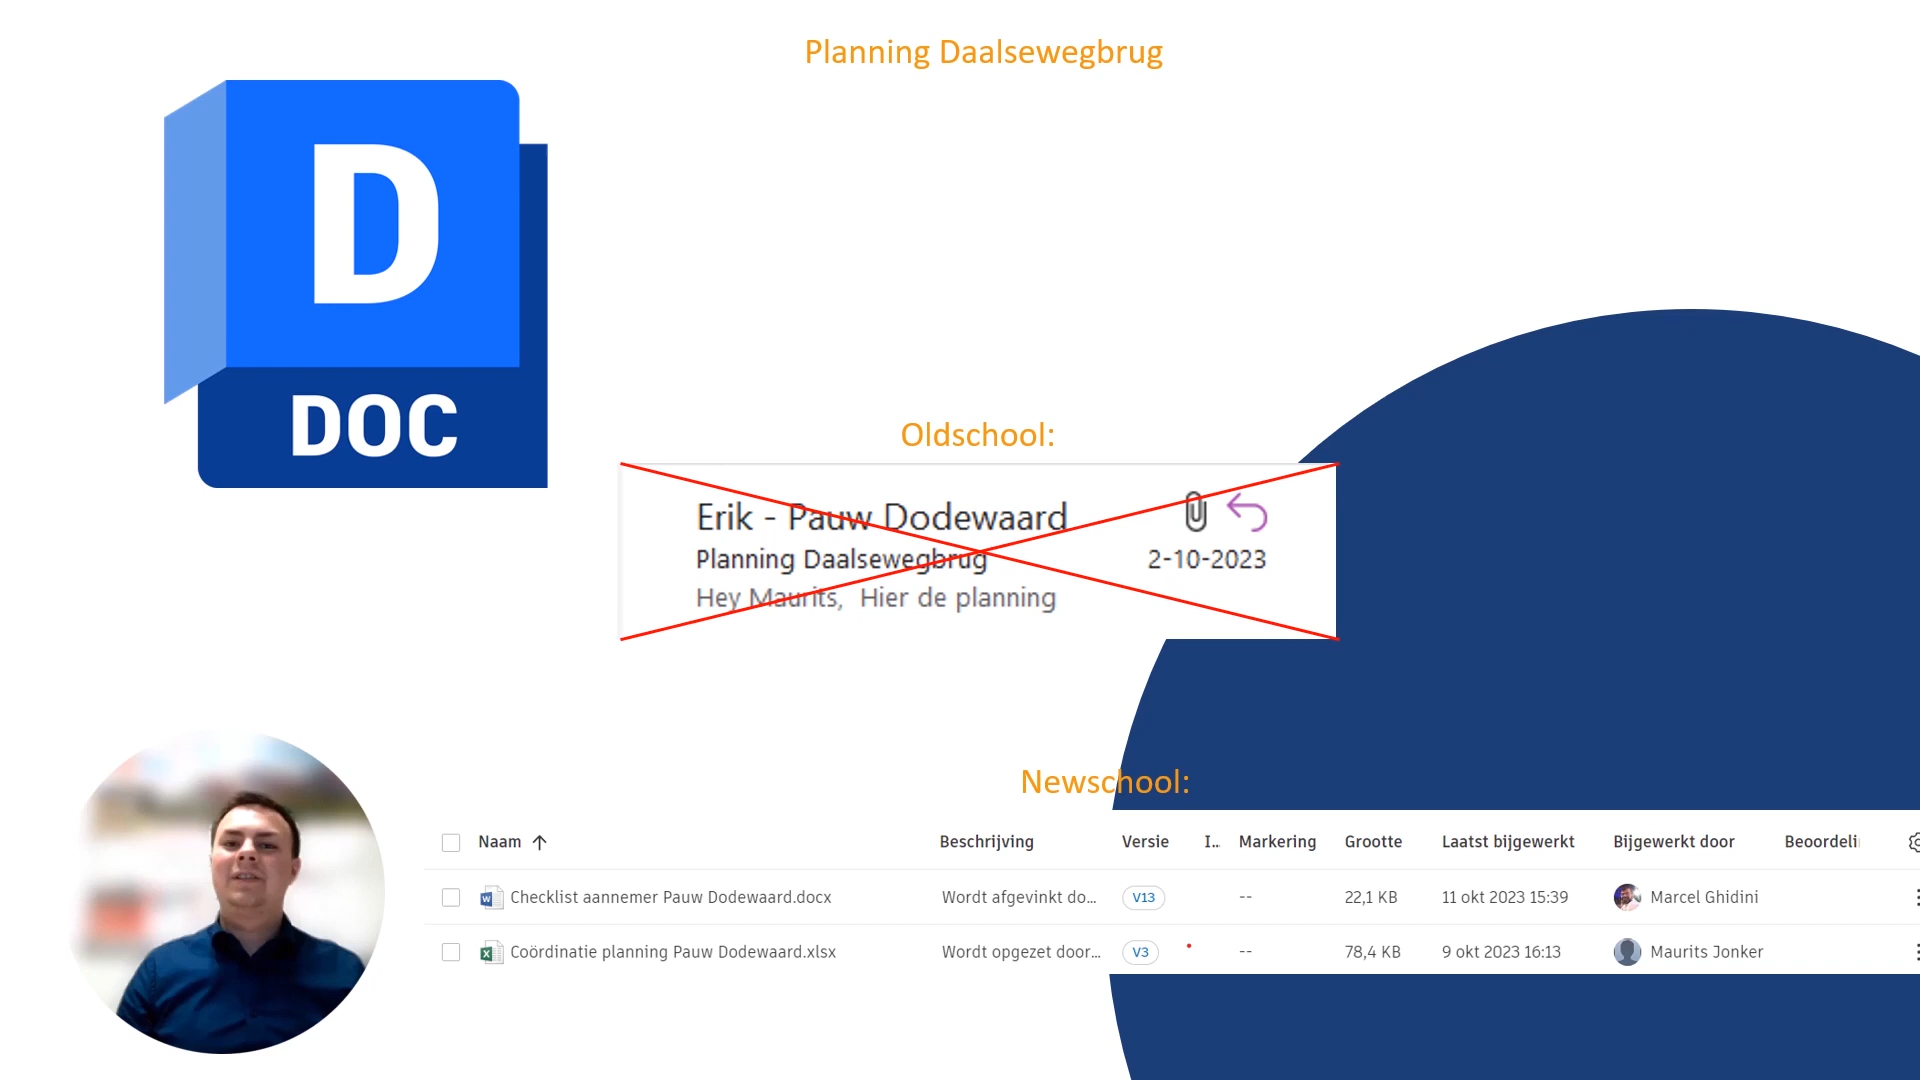 Planning Daalsewegbrug
D
DOC
Oldschool:
Erik - Pauw Dodewaard
Planning Daalsewegbrug 2-10-2023
Hey Maurits, Hier de planning
Newschool:
Naam Beschrijving Versie I... Markering Grootte Laatst bijgewerkt Bijgewerkt door Beoordeli
Checklist aannemer Pauw Dodewaard.docx Wordt afgevinkt do... V13 -- 22,1 KB 11 okt 2023 15:39 Marcel Ghidini
Coördinatie planning Pauw Dodewaard.xlsx Wordt opgezet door... V3 -- 78,4 KB 9 okt 2023 16:13 Maurits Jonker